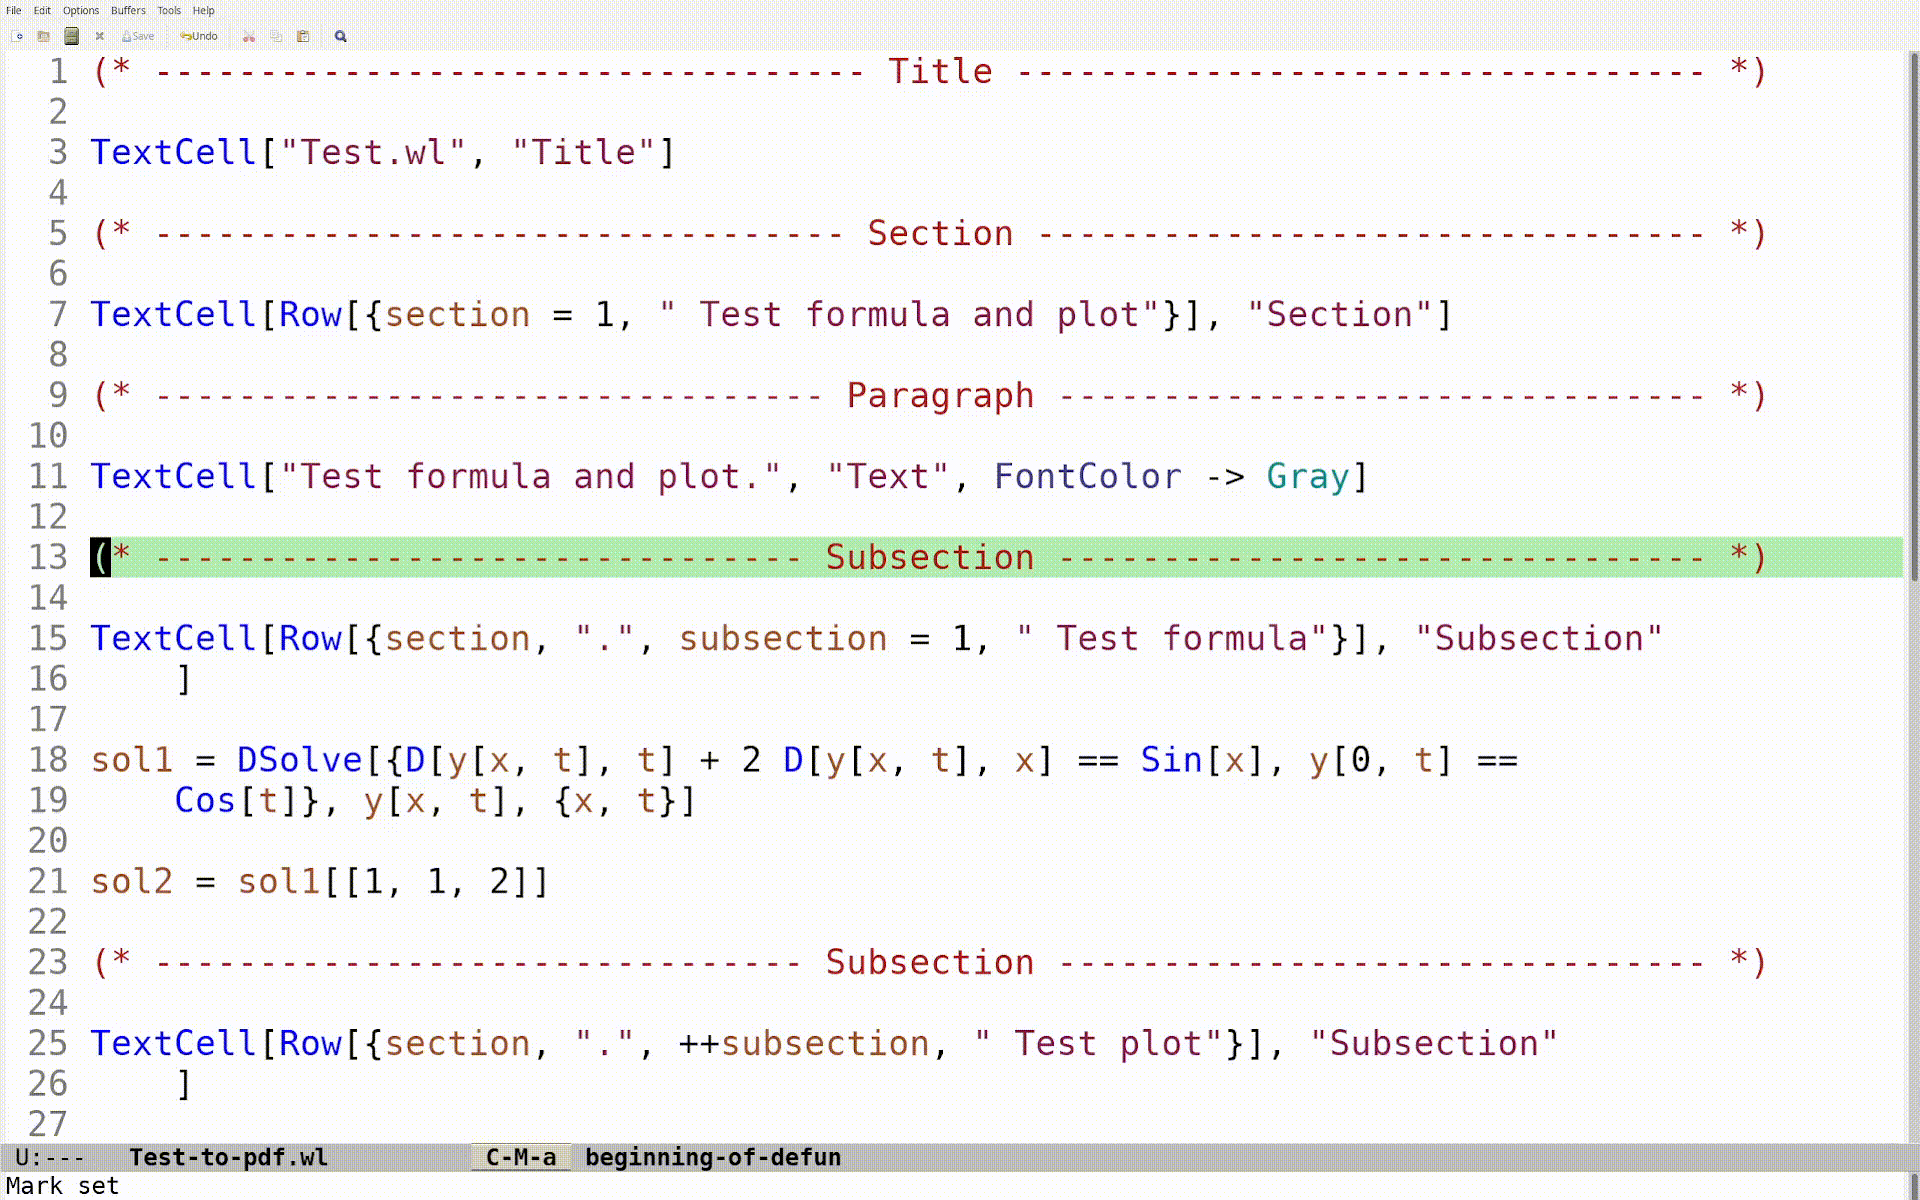 File Edit Options Buffers Tools Help
Save Undo
1 (* ---------------------------------- Title --------------------------------- *)
2
3 TextCell["Test.wl", "Title"]
4
5 (* --------------------------------- Section -------------------------------- *)
6
7 TextCell[Row[{section = 1, " Test formula and plot"}], "Section"]
8
9 (* -------------------------------- Paragraph ------------------------------- *)
10
11 TextCell["Test formula and plot.", "Text", FontColor -> Gray]
12
13 (* ------------------------------- Subsection ------------------------------- *)
14
15 TextCell[Row[{section, ".", subsection = 1, " Test formula"}], "Subsection"
16     ]
17
18 sol1 = DSolve[{D[y[x, t], t] + 2 D[y[x, t], x] == Sin[x], y[0, t] ==
19     Cos[t]}, y[x, t], {x, t}]
20
21 sol2 = sol1[[1, 1, 2]]
22
23 (* ------------------------------- Subsection ------------------------------- *)
24
25 TextCell[Row[{section, ".", ++subsection, " Test plot"}], "Subsection"
26     ]
27
U:--- Test-to-pdf.wl C-M-a beginning-of-defun
Mark set